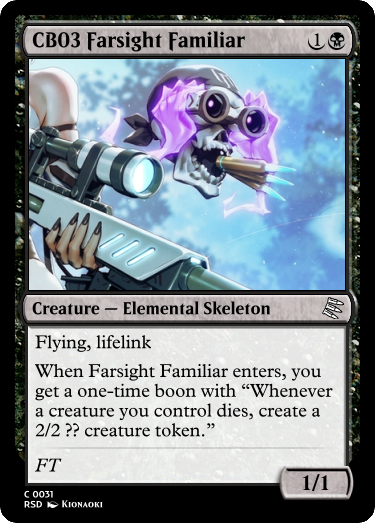 CB03 Farsight Familiar 1
Creature — Elemental Skeleton
Flying, lifelink
When Farsight Familiar enters, you
get a one-time boon with “Whenever
a creature you control dies, create a
2/2 ?? creature token.”
FT
1/1
C 0031
RSD Kionaoki